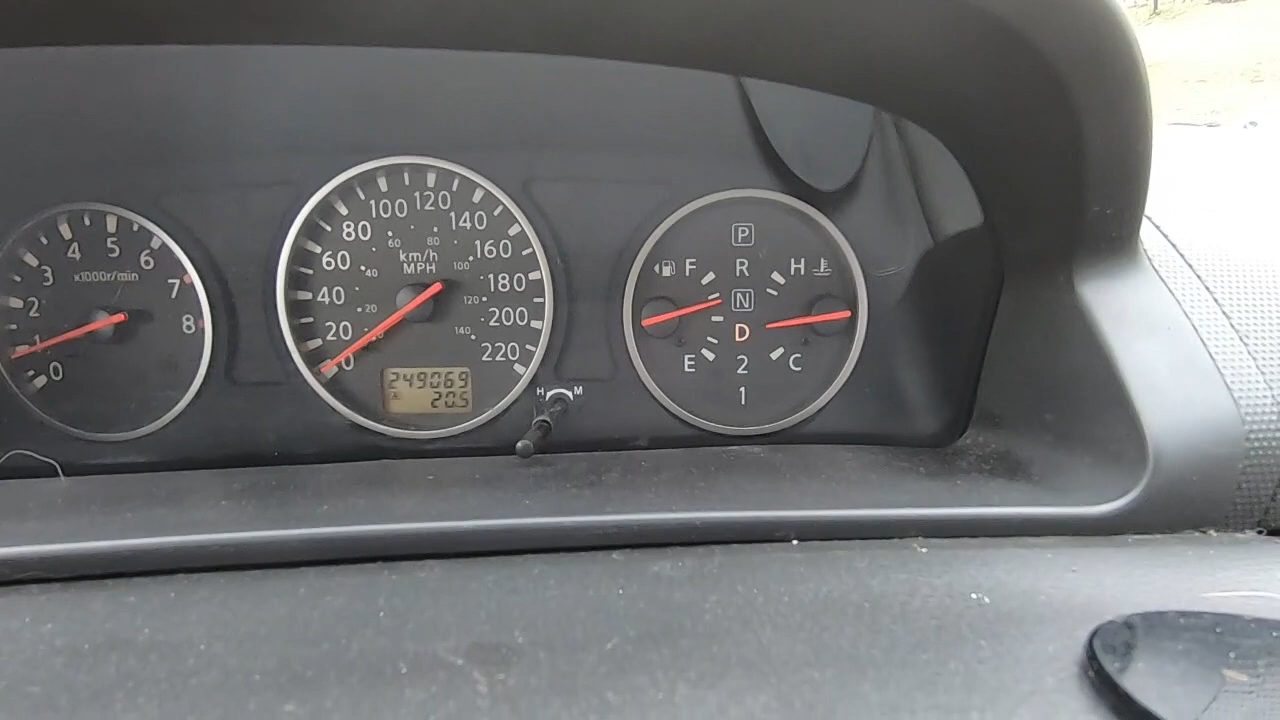 0 1 2 3 4 5 6 7 8
x1000r/min
0 20 40 60 80 100 120 140 160 180 200 220
20 40 60 80 100 120 140
km/h
MPH
249069
A 20.5
H M
P
F R H
N
D
E 2 C
1